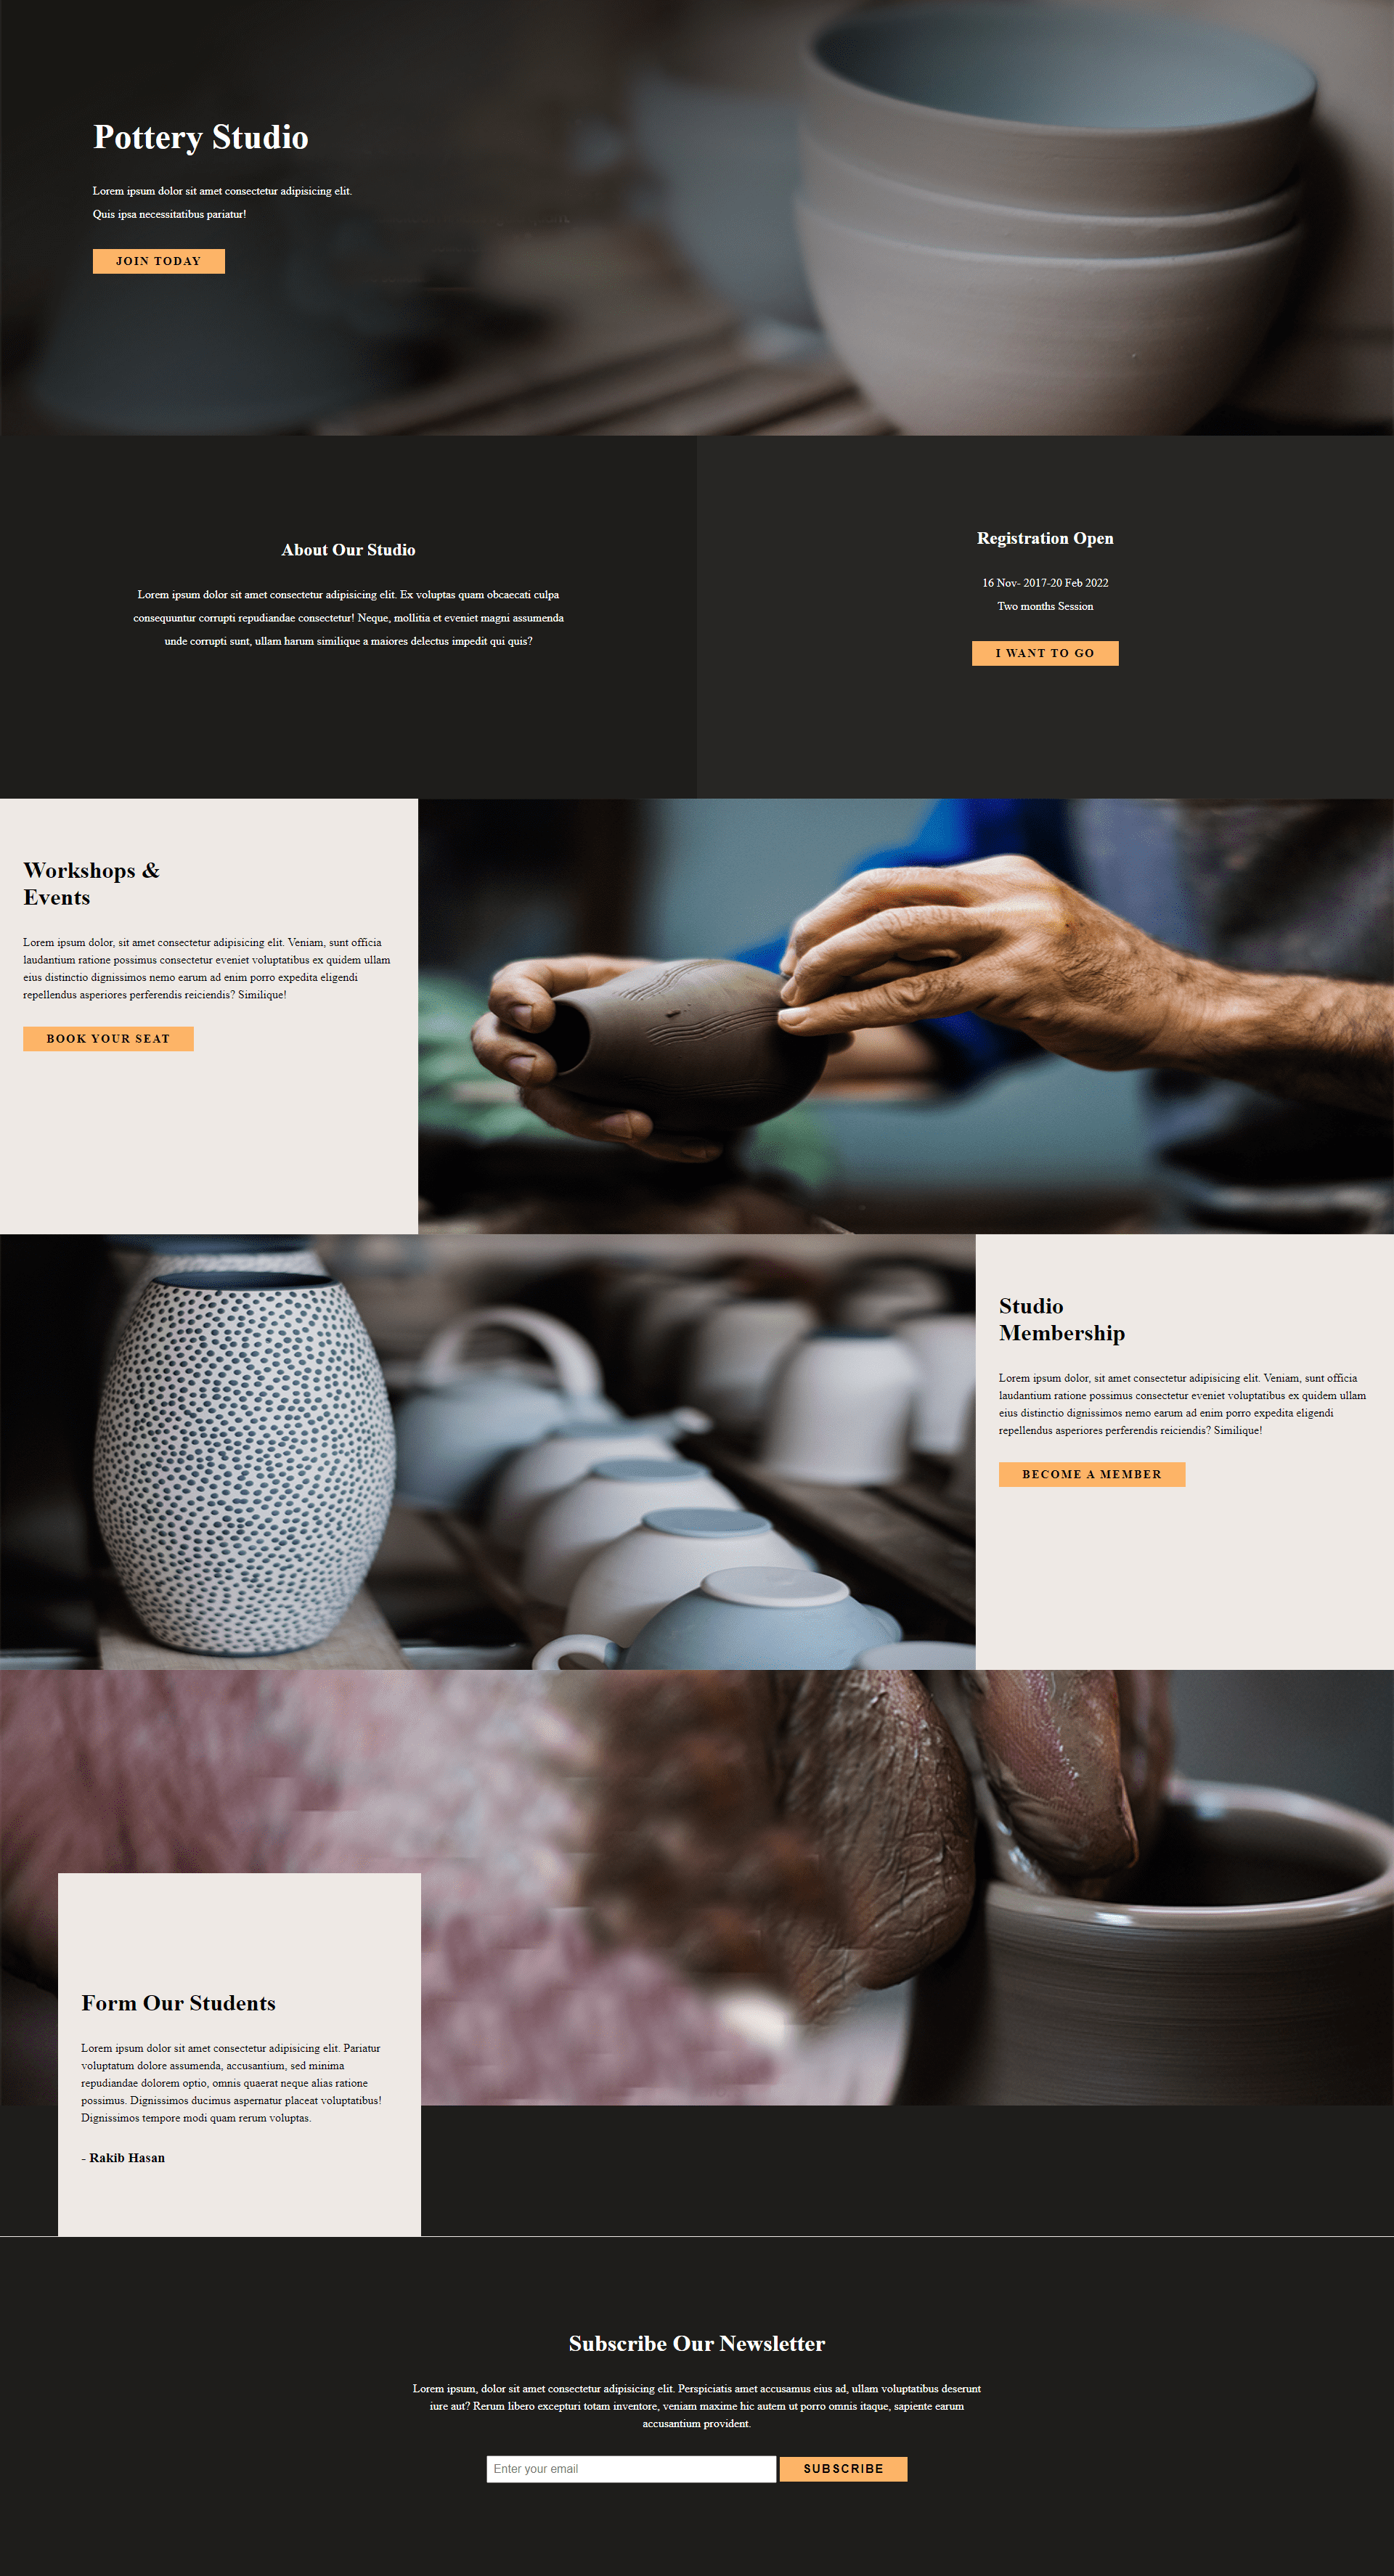 Pottery Studio
Lorem ipsum dolor sit amet consectetur adipisicing elit.
Quis ipsa necessitatibus pariatur!
JOIN TODAY
About Our Studio
Lorem ipsum dolor sit amet consectetur adipisicing elit. Ex voluptas quam obcaecati culpa
consequuntur corrupti repudiandae consectetur! Neque, mollitia et eveniet magni assumenda
unde corrupti sunt, ullam harum similique a maiores delectus impedit qui quis?
Registration Open
16 Nov- 2017-20 Feb 2022
Two months Session
I WANT TO GO
Workshops &
Events
Lorem ipsum dolor, sit amet consectetur adipisicing elit. Veniam, sunt officia
laudantium ratione possimus consectetur eveniet voluptatibus ex quidem ullam
eius distinctio dignissimos nemo earum ad enim porro expedita eligendi
repellendus asperiores perferendis reiciendis? Similique!
BOOK YOUR SEAT
Studio
Membership
Lorem ipsum dolor, sit amet consectetur adipisicing elit. Veniam, sunt officia
laudantium ratione possimus consectetur eveniet voluptatibus ex quidem ullam
eius distinctio dignissimos nemo earum ad enim porro expedita eligendi
repellendus asperiores perferendis reiciendis? Similique!
BECOME A MEMBER
Form Our Students
Lorem ipsum dolor sit amet consectetur adipisicing elit. Pariatur
voluptatum dolore assumenda, accusantium, sed minima
repudiandae dolorem optio, omnis quaerat neque alias ratione
possimus. Dignissimos ducimus aspernatur placeat voluptatibus!
Dignissimos tempore modi quam rerum voluptas.
- Rakib Hasan
Subscribe Our Newsletter
Lorem ipsum, dolor sit amet consectetur adipisicing elit. Perspiciatis amet accusamus eius ad, ullam voluptatibus deserunt
iure aut? Rerum libero excepturi totam inventore, veniam maxime hic autem ut porro omnis itaque, sapiente earum
accusantium provident.
Enter your email
SUBSCRIBE